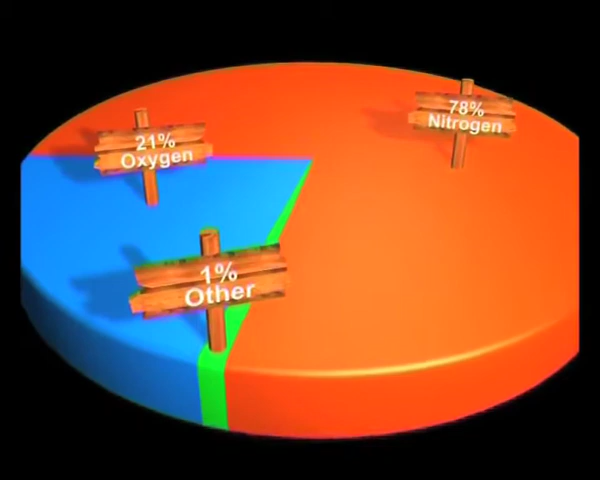 78%
Nitrogen
21%
Oxygen
1%
Other